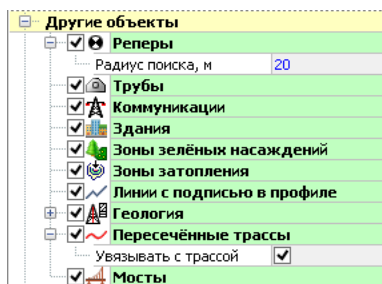 Другие объекты
Реперы
Радиус поиска, м 20
Трубы
Коммуникации
Здания
Зоны зелёных насаждений
Зоны затопления
Линии с подписью в профиле
Геология
Пересечённые трассы
Увязывать с трассой
Мосты